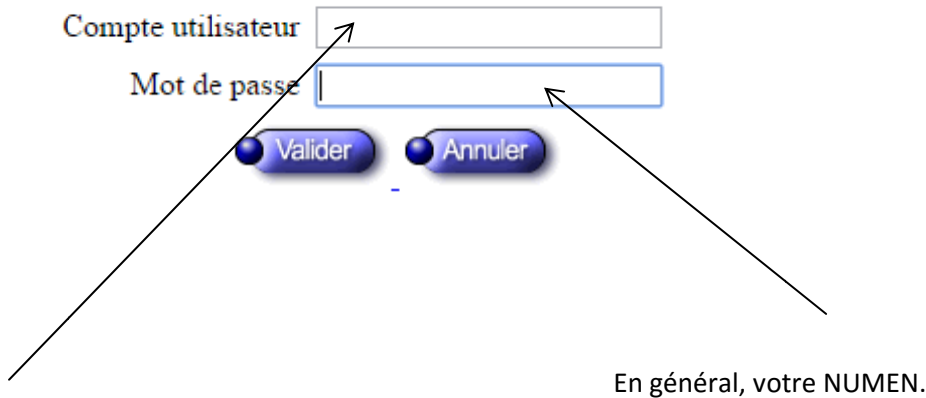 Compte utilisateur
Mot de passe
Valider Annuler
En général, votre NUMEN.